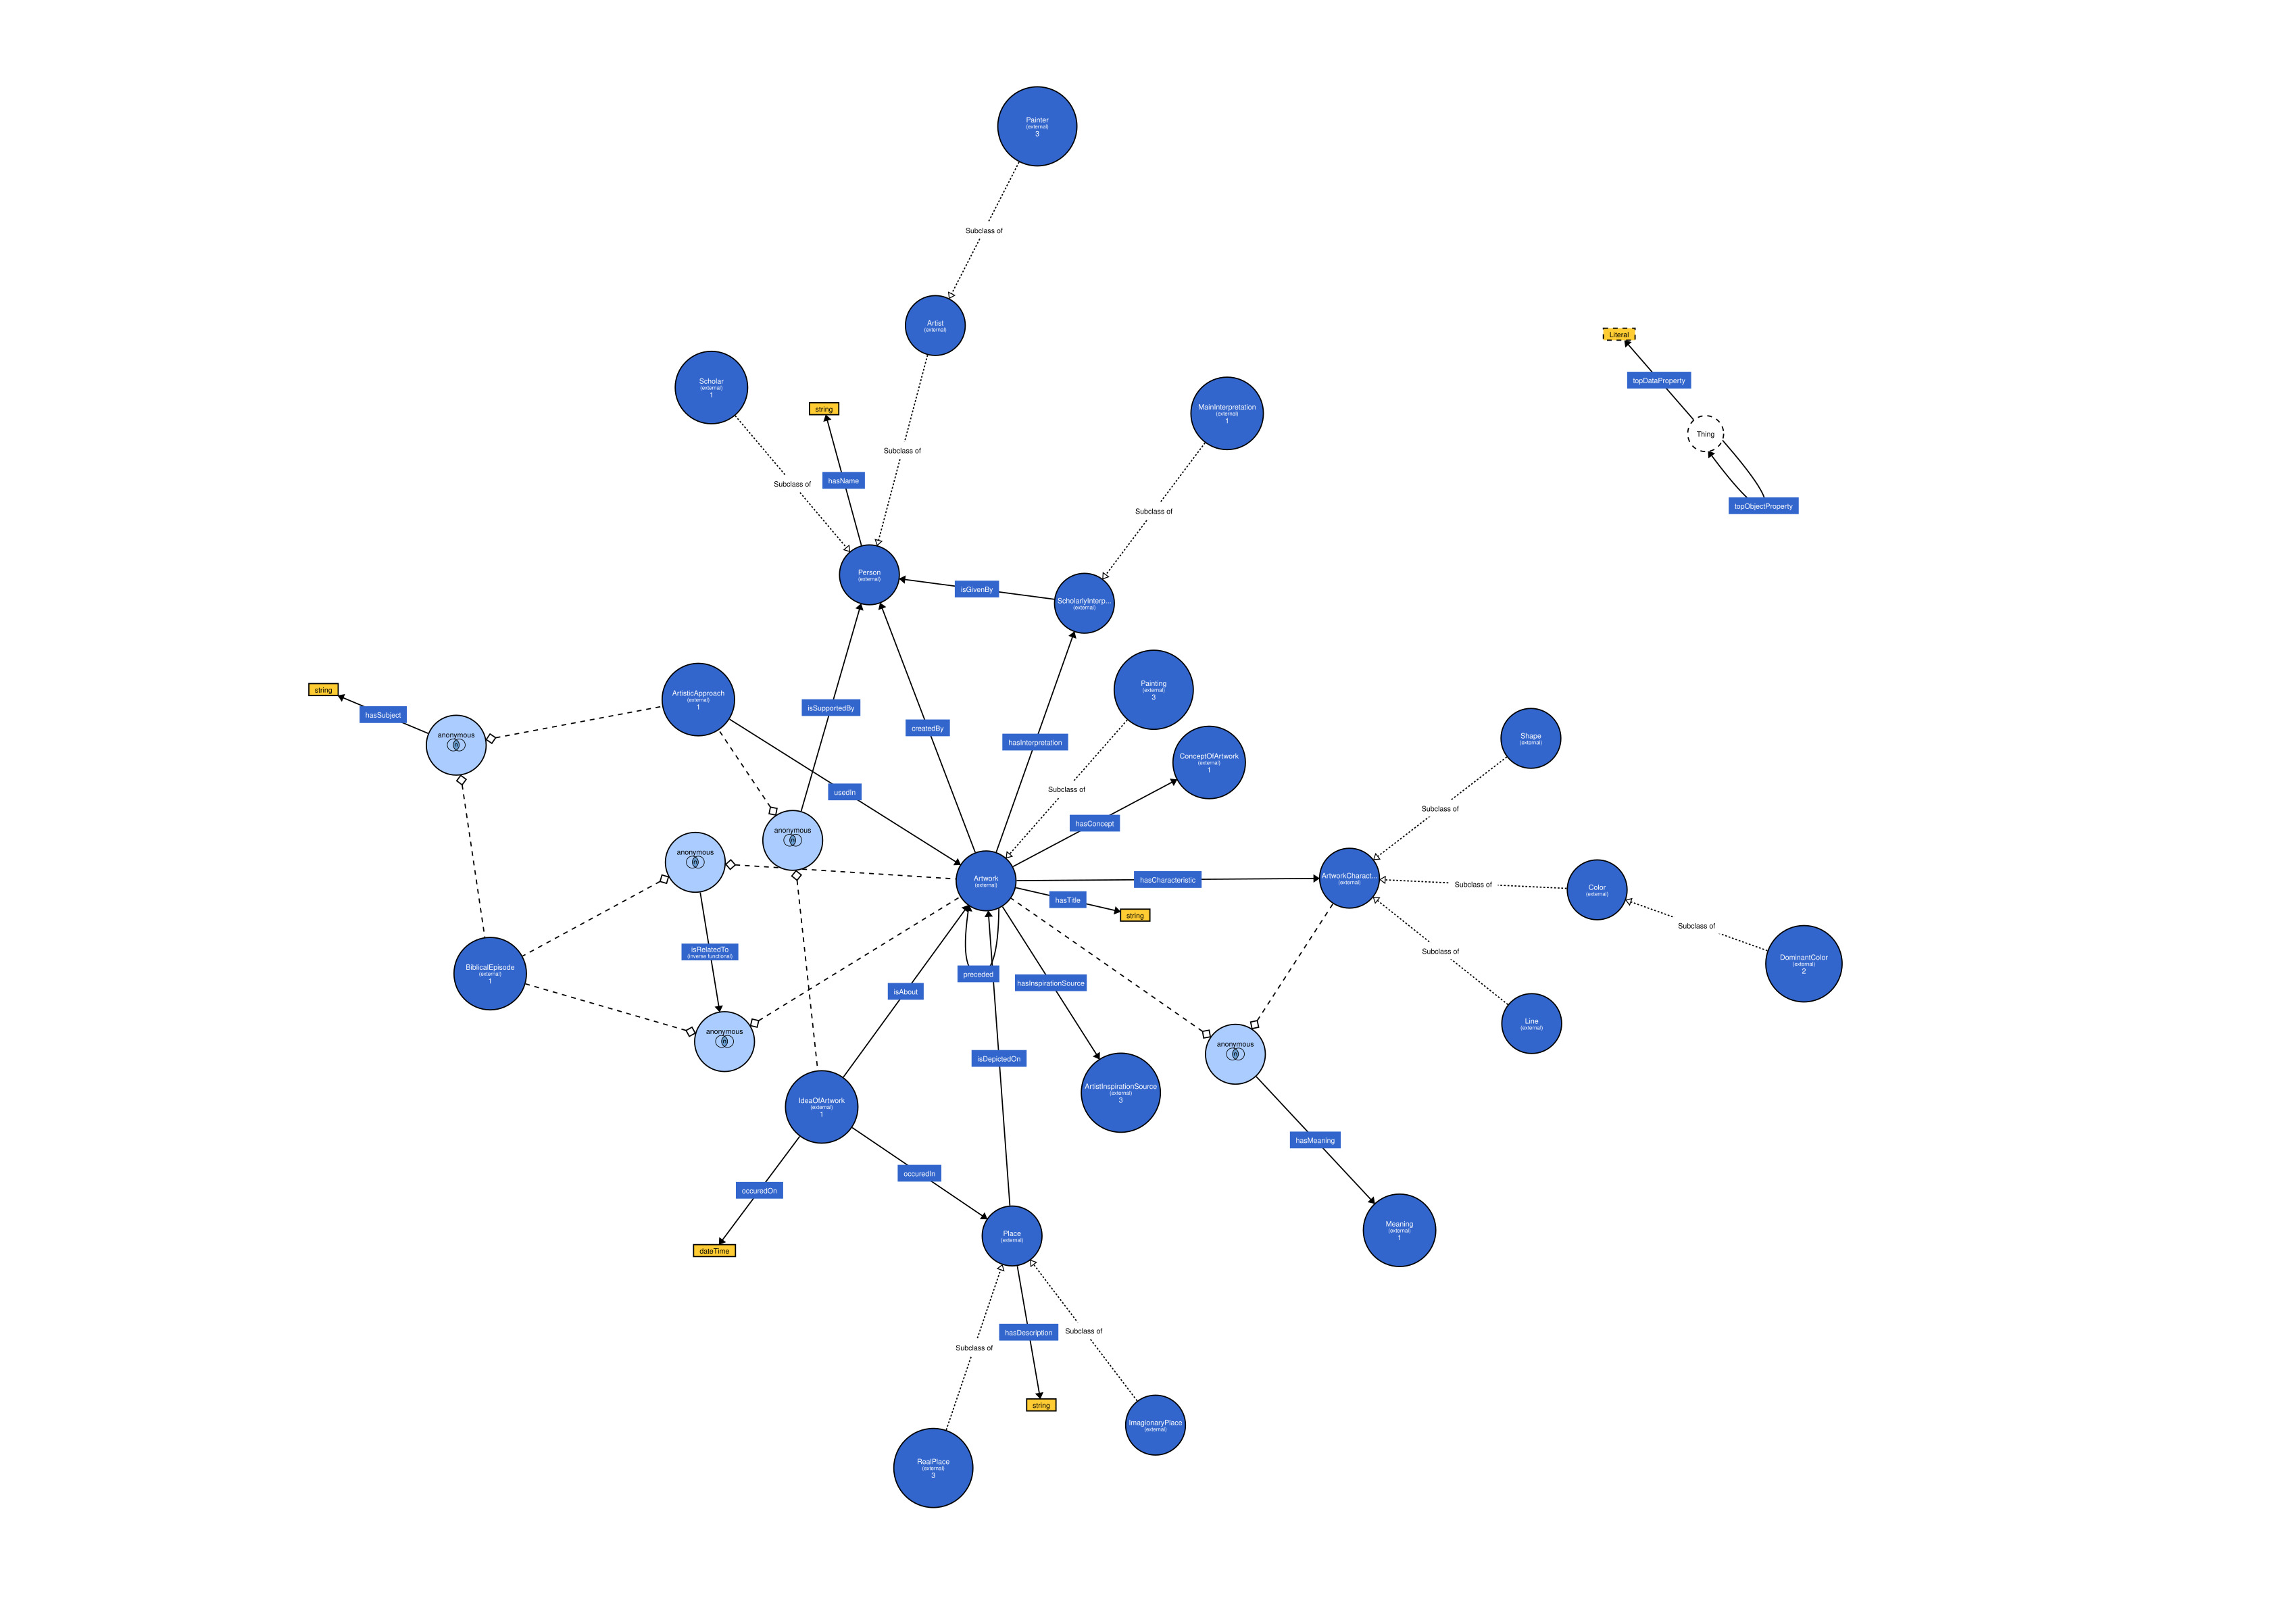 Painter
(external)
3
Subclass of
Artist
(external)
Literal
topDataProperty
Thing
topObjectProperty
Scholar
(external)
1
string
MainInterpretation
(external)
1
Subclass of
hasName
Subclass of
Subclass of
Person
(external)
isGivenBy
ScholarlyInterp...
(external)
string
hasSubject
anonymous
ArtisticApproach
(external)
1
isSupportedBy
createdBy
hasInterpretation
Painting
(external)
3
ConceptOfArtwork
(external)
1
Shape
(external)
usedIn
Subclass of
hasConcept
Subclass of
anonymous
anonymous
Artwork
(external)
hasCharacteristic
ArtworkCharact...
(external)
Subclass of
Color
(external)
hasTitle
string
Subclass of
isRelatedTo
(inverse functional)
Subclass of
BiblicalEpisode
(external)
1
preceded
hasInspirationSource
DominantColor
(external)
2
isAbout
Line
(external)
anonymous
anonymous
isDepictedOn
ArtistInspirationSource
(external)
3
IdeaOfArtwork
(external)
1
hasMeaning
occuredIn
occuredOn
Place
(external)
Meaning
(external)
1
dateTime
hasDescription
Subclass of
Subclass of
string
ImagionaryPlace
(external)
RealPlace
(external)
3